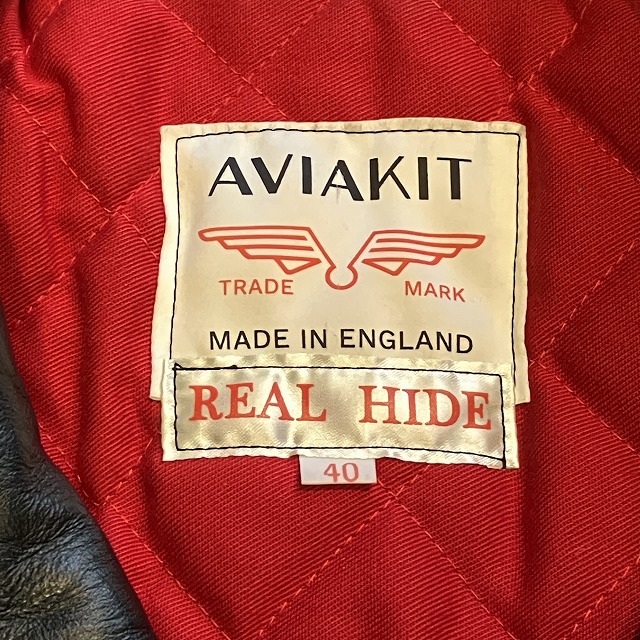 AVIAKIT
TRADE MARK
MADE IN ENGLAND
REAL HIDE
40